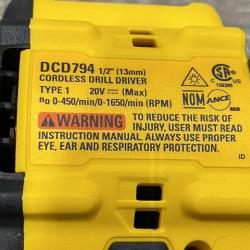 DCD794 1/2" (13mm)
CORDLESS DRILL DRIVER
TYPE 1 20V ⎓ (Max)
n₀ 0-450/min/0-1650/min (RPM)
WARNING TO REDUCE THE RISK OF
INJURY, USER MUST READ
INSTRUCTION MANUAL. ALWAYS USE PROPER
EYE, EAR AND RESPIRATORY PROTECTION.
NOM ANCE
ID